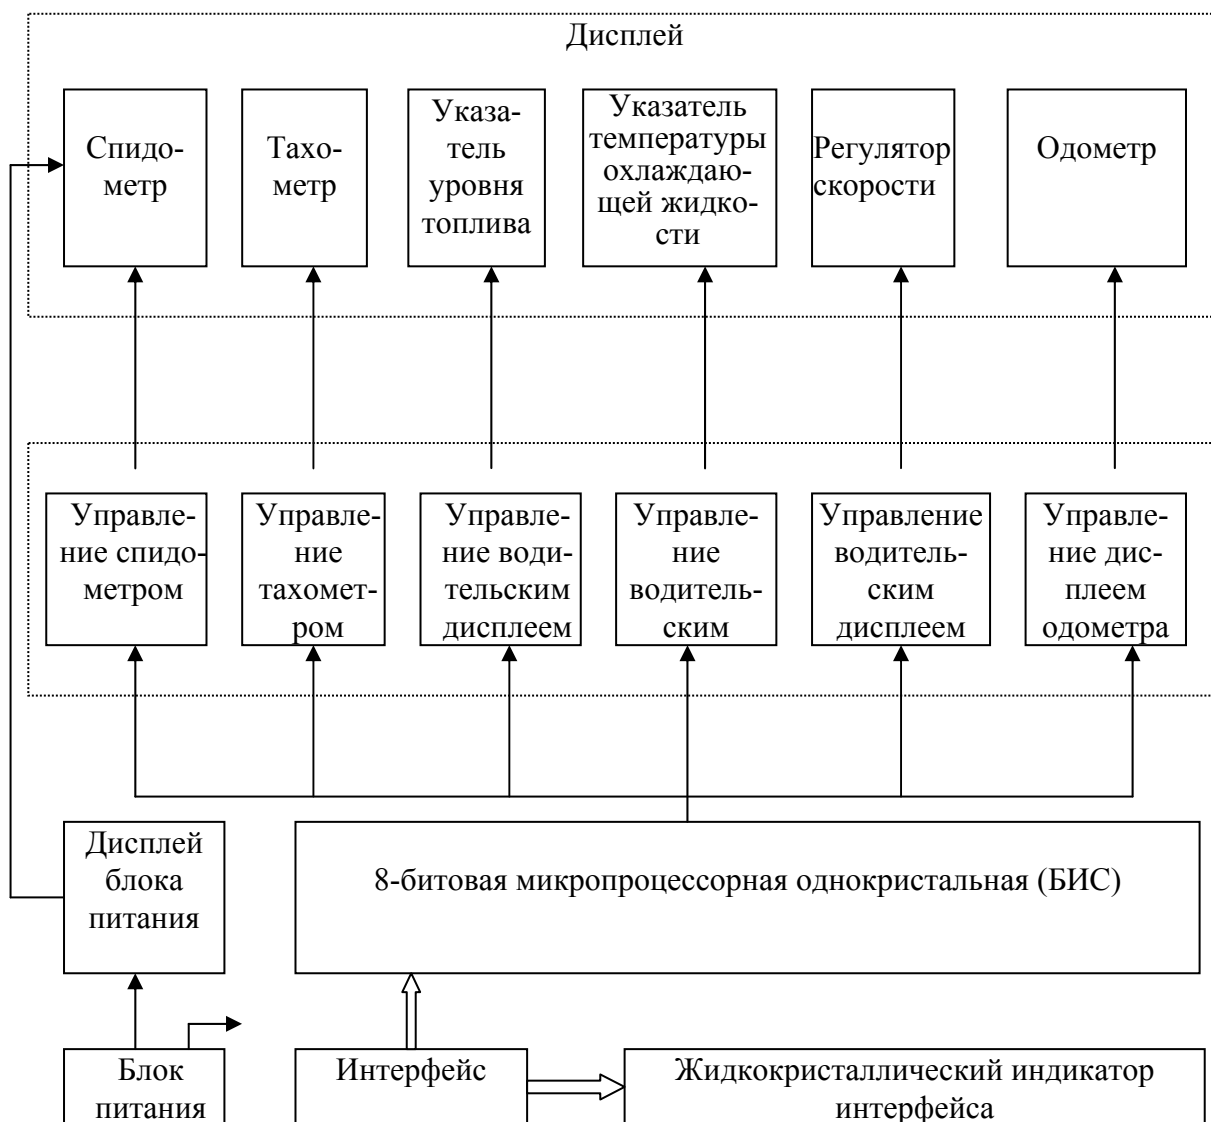 Дисплей
Спидо-
метр
Тахо-
метр
Указа-
тель
уровня
топлива
Указатель
температуры
охлаждаю-
щей жидко-
сти
Регулятор
скорости
Одометр
Управле-
ние спидо-
метром
Управле-
ние
тахомет-
ром
Управле-
ние води-
тельским
дисплеем
Управле-
ние
водитель-
ским
Управление
водитель-
ским
дисплеем
Управле-
ние дис-
плеем
одометра
Дисплей
блока
питания
8-битовая микропроцессорная однокристальная (БИС)
Блок
питания
Интерфейс
Жидкокристаллический индикатор
интерфейса